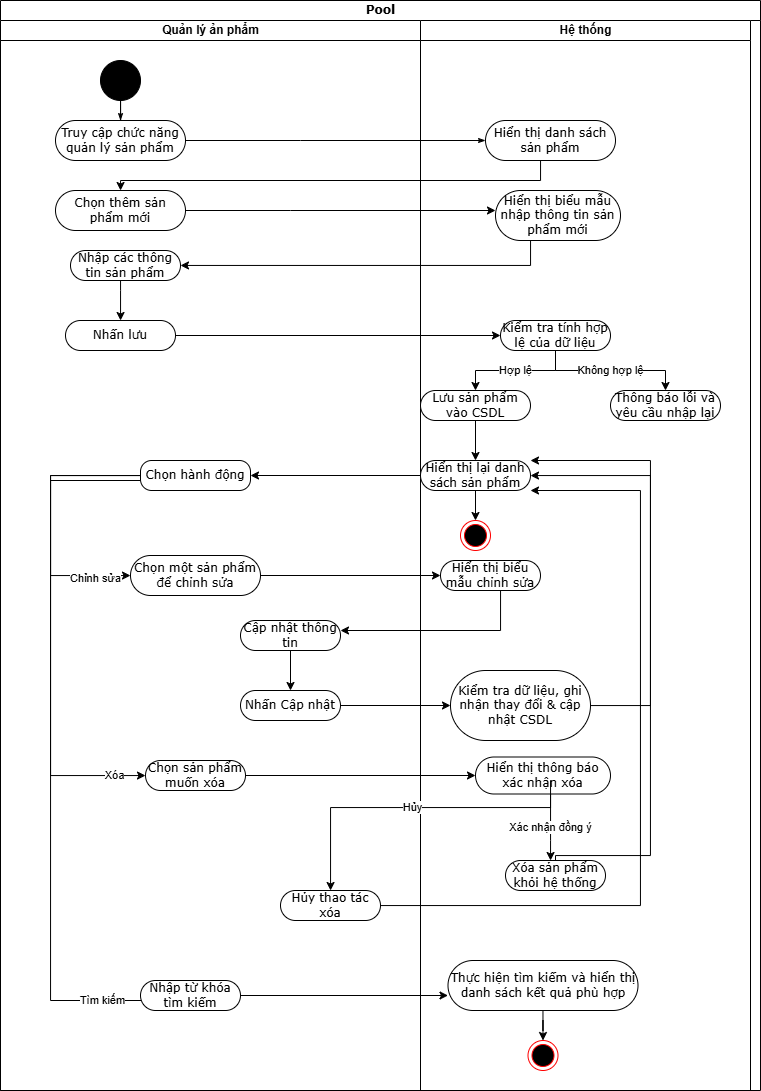 Pool
Quản lý ản phẩm
Hệ thống
Truy cập chức năng
quản lý sản phẩm
Hiển thị danh sách
sản phẩm
Chọn thêm sản
phẩm mới
Hiển thị biểu mẫu
nhập thông tin sản
phẩm mới
Nhập các thông
tin sản phẩm
Nhấn lưu
Kiểm tra tính hợp
lệ của dữ liệu
Hợp lệ
Không hợp lệ
Lưu sản phẩm
vào CSDL
Thông báo lỗi và
yêu cầu nhập lại
Chọn hành động
Hiển thị lại danh
sách sản phẩm
Chỉnh sửa
Chọn một sản phẩm
để chỉnh sửa
Hiển thị biểu
mẫu chỉnh sửa
Cập nhật thông
tin
Nhấn Cập nhật
Kiểm tra dữ liệu, ghi
nhận thay đổi & cập
nhật CSDL
Xóa
Chọn sản phẩm
muốn xóa
Hiển thị thông báo
xác nhận xóa
Hủy
Xác nhận đồng ý
Xóa sản phẩm
khỏi hệ thống
Hủy thao tác
xóa
Tìm kiếm
Nhập từ khóa
tìm kiếm
Thực hiện tìm kiếm và hiển thị
danh sách kết quả phù hợp